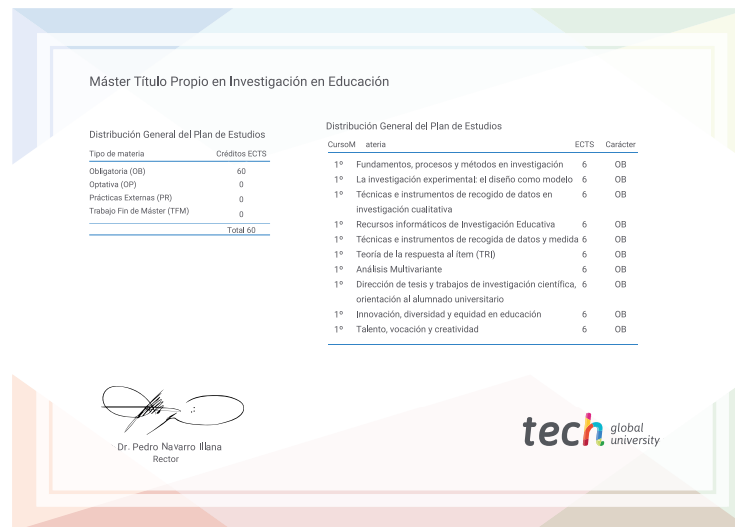 Máster Título Propio en Investigación en Educación
Distribución General del Plan de Estudios
Tipo de materia Créditos ECTS
Obligatoria (OB) 60
Optativa (OP) 0
Prácticas Externas (PR) 0
Trabajo Fin de Máster (TFM) 0
Total 60
Distribución General del Plan de Estudios
CursoM ateria ECTS Carácter
1º Fundamentos, procesos y métodos en investigación 6 OB
1º La investigación experimental: el diseño como modelo 6 OB
1º Técnicas e instrumentos de recogido de datos en 6 OB
investigación cualitativa
1º Recursos informáticos de Investigación Educativa 6 OB
1º Técnicas e instrumentos de recogida de datos y medida 6 OB
1º Teoría de la respuesta al ítem (TRI) 6 OB
1º Análisis Multivariante 6 OB
1º Dirección de tesis y trabajos de investigación científica, 6 OB
orientación al alumnado universitario
1º Innovación, diversidad y equidad en educación 6 OB
1º Talento, vocación y creatividad 6 OB
Dr. Pedro Navarro Illana
Rector
tech global
university